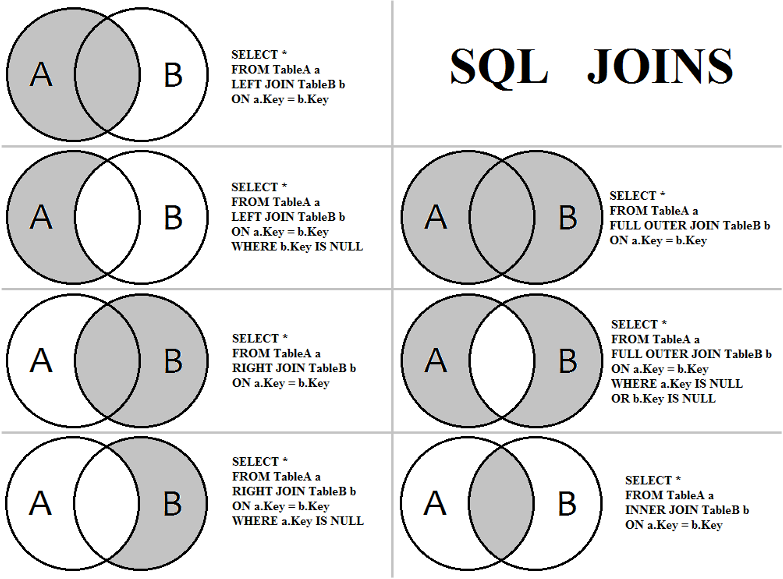 A
B
SELECT *
FROM TableA a
LEFT JOIN TableB b
ON a.Key = b.Key
SQL JOINS
A
B
SELECT *
FROM TableA a
LEFT JOIN TableB b
ON a.Key = b.Key
WHERE b.Key IS NULL
A
B
SELECT *
FROM TableA a
FULL OUTER JOIN TableB b
ON a.Key = b.Key
A
B
SELECT *
FROM TableA a
RIGHT JOIN TableB b
ON a.Key = b.Key
A
B
SELECT *
FROM TableA a
FULL OUTER JOIN TableB b
ON a.Key = b.Key
WHERE a.Key IS NULL
OR b.Key IS NULL
A
B
SELECT *
FROM TableA a
RIGHT JOIN TableB b
ON a.Key = b.Key
WHERE a.Key IS NULL
A
B
SELECT *
FROM TableA a
INNER JOIN TableB b
ON a.Key = b.Key